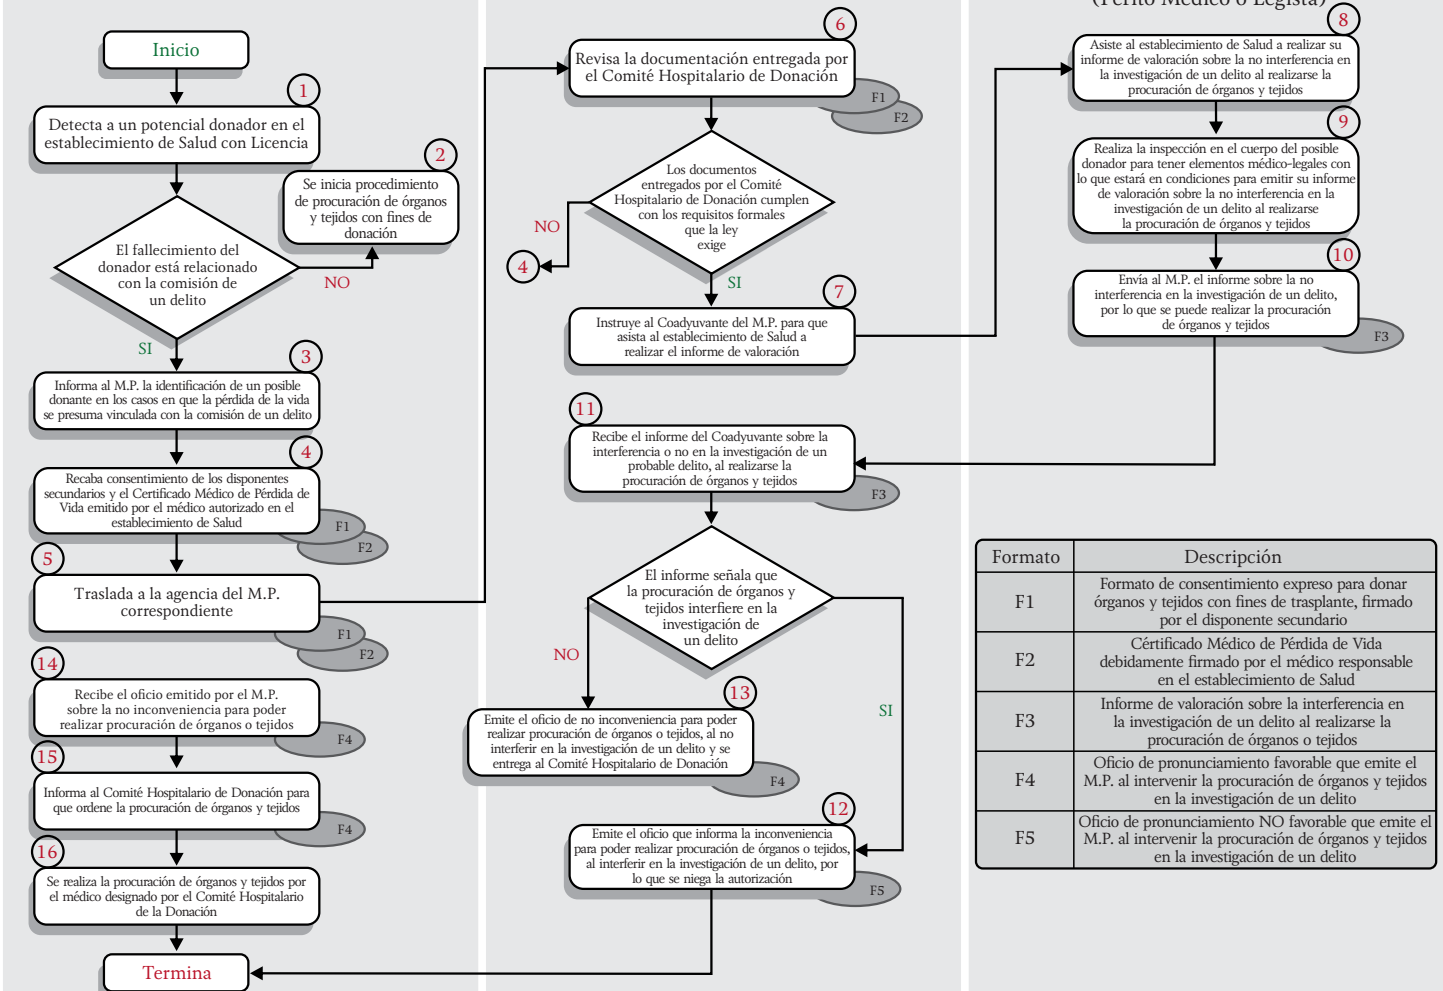 Inicio
1
Detecta a un potencial donador en el
establecimiento de Salud con Licencia
2
Se inicia procedimiento
de procuración de órganos
y tejidos con fines de
donación
El fallecimiento del
donador está relacionado
con la comisión de
un delito
NO
SI
3
Informa al M.P. la identificación de un posible
donante en los casos en que la pérdida de la vida
se presuma vinculada con la comisión de un delito
4
Recaba consentimiento de los disponentes
secundarios y el Certificado Médico de Pérdida de
Vida emitido por el médico autorizado en el
establecimiento de Salud
F1
F2
5
Traslada a la agencia del M.P.
correspondiente
F1
F2
14
Recibe el oficio emitido por el M.P.
sobre la no inconveniencia para poder
realizar procuración de órganos o tejidos
F4
15
Informa al Comité Hospitalario de Donación para
que ordene la procuración de órganos y tejidos
F4
16
Se realiza la procuración de órganos y tejidos por
el médico designado por el Comité Hospitalario
de la Donación
Termina
6
Revisa la documentación entregada por
el Comité Hospitalario de Donación
F1
F2
Los documentos
entregados por el Comité
Hospitalario de Donación cumplen
con los requisitos formales
que la ley
exige
NO
4
SI
7
Instruye al Coadyuvante del M.P. para que
asista al establecimiento de Salud a
realizar el informe de valoración
11
Recibe el informe del Coadyuvante sobre la
interferencia o no en la investigación de un
probable delito, al realizarse la
procuración de órganos y tejidos
F3
El informe señala que
la procuración de órganos y
tejidos interfiere en la
investigación de
un delito
NO
SI
13
Emite el oficio de no inconveniencia para poder
realizar procuración de órganos o tejidos, al no
interferir en la investigación de un delito y se
entrega al Comité Hospitalario de Donación
F4
12
Emite el oficio que informa la inconveniencia
para poder realizar procuración de órganos o tejidos,
al interferir en la investigación de un delito, por
lo que se niega la autorización
F5
(Perito Médico o Legista)
8
Asiste al establecimiento de Salud a realizar su
informe de valoración sobre la no interferencia en
la investigación de un delito al realizarse la
procuración de órganos y tejidos
9
Realiza la inspección en el cuerpo del posible
donador para tener elementos médico-legales con
lo que estará en condiciones para emitir su informe
de valoración sobre la no interferencia en la
investigación de un delito al realizarse
la procuración de órganos y tejidos
10
Envía al M.P. el informe sobre la no
interferencia en la investigación de un delito,
por lo que se puede realizar la procuración
de órganos y tejidos
F3
Formato Descripción
F1
Formato de consentimiento expreso para donar
órganos y tejidos con fines de trasplante, firmado
por el disponente secundario
F2
Cértificado Médico de Pérdida de Vida
debidamente firmado por el médico responsable
en el establecimiento de Salud
F3
Informe de valoración sobre la interferencia en
la investigación de un delito al realizarse la
procuración de órganos o tejidos
F4
Oficio de pronunciamiento favorable que emite el
M.P. al intervenir la procuración de órganos y tejidos
en la investigación de un delito
F5
Oficio de pronunciamiento NO favorable que emite el
M.P. al intervenir la procuración de órganos y tejidos
en la investigación de un delito